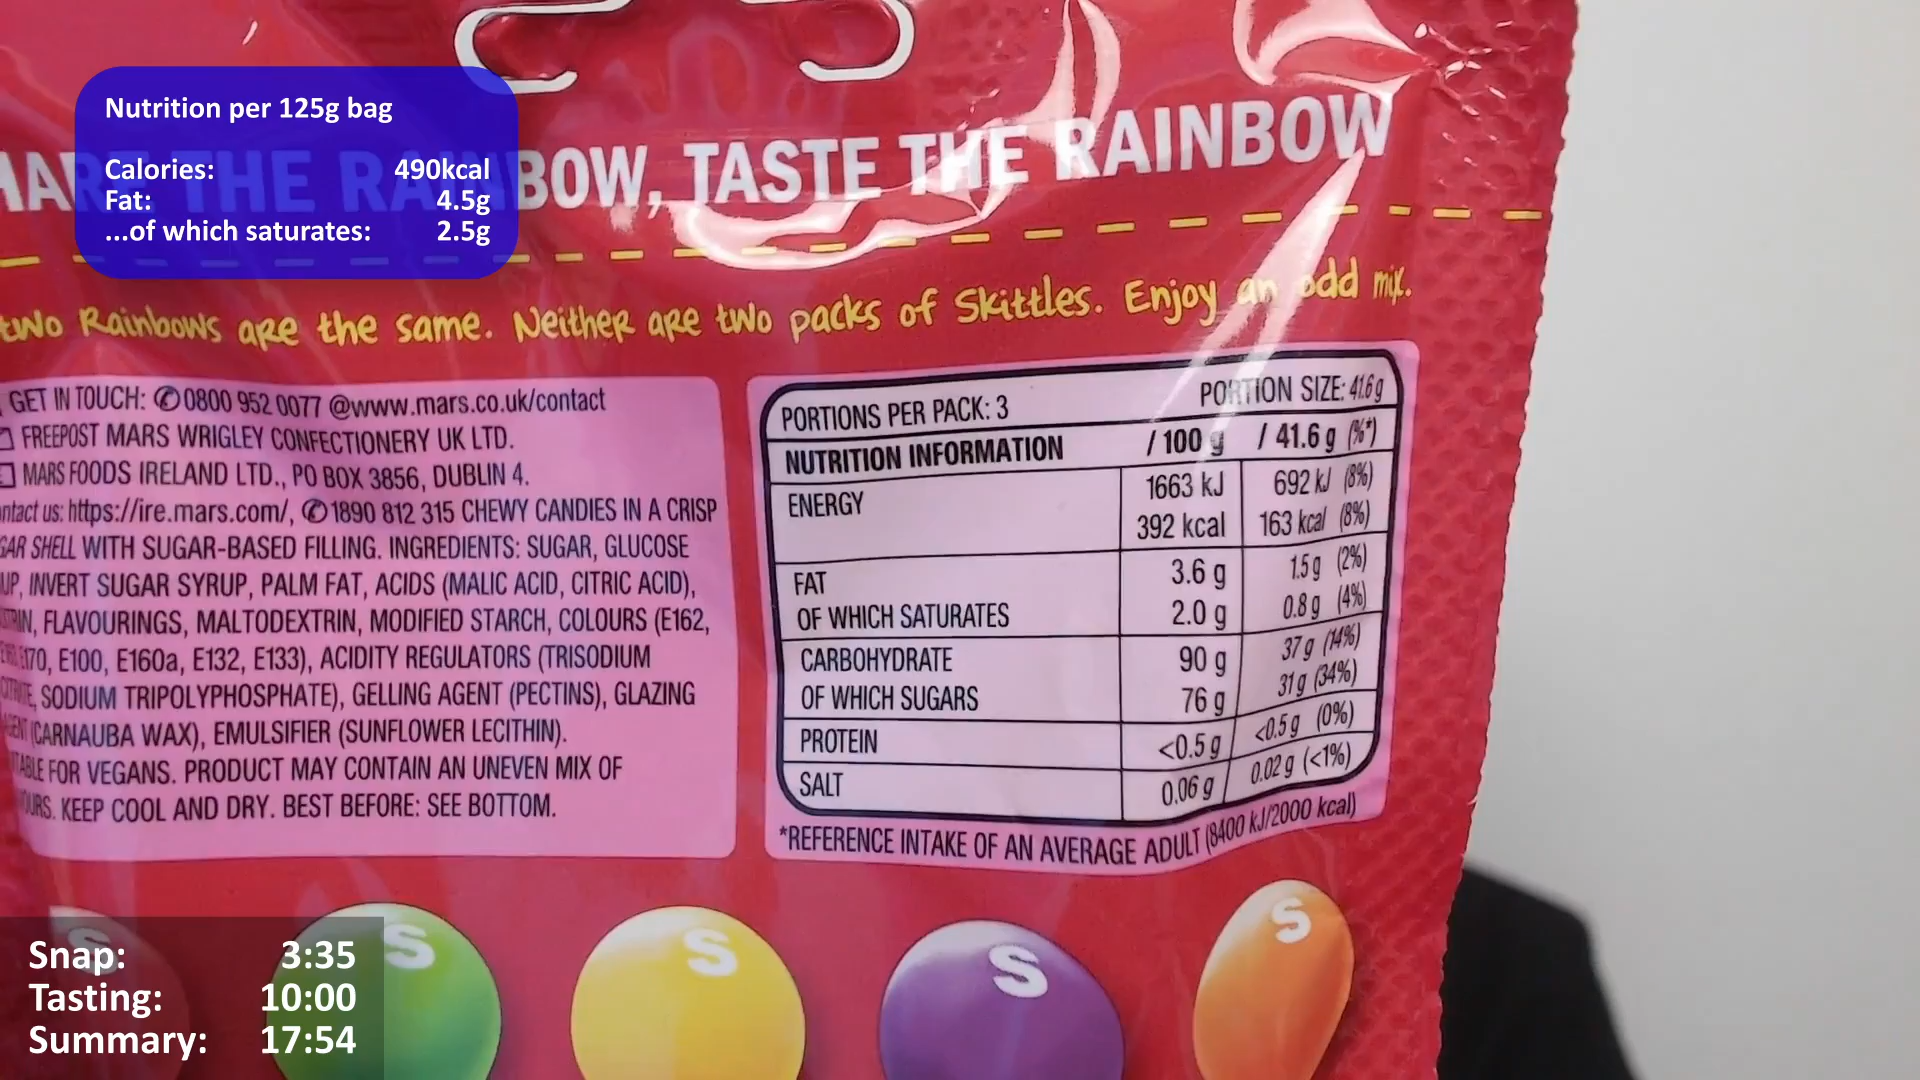 Nutrition per 125g bag
Calories: 490kcal
Fat: 4.5g
...of which saturates: 2.5g
THE RAINBOW, TASTE THE RAINBOW
two Rainbows are the same. Neither are two packs of Skittles. Enjoy an odd mix.
GET IN TOUCH: ✆0800 952 0077 @www.mars.co.uk/contact
FREEPOST MARS WRIGLEY CONFECTIONERY UK LTD.
MARS FOODS IRELAND LTD., PO BOX 3856, DUBLIN 4.
ntact us: https://ire.mars.com/, ✆1890 812 315 CHEWY CANDIES IN A CRISP
GAR SHELL WITH SUGAR-BASED FILLING. INGREDIENTS: SUGAR, GLUCOSE
UP, INVERT SUGAR SYRUP, PALM FAT, ACIDS (MALIC ACID, CITRIC ACID),
FLAVOURINGS, MALTODEXTRIN, MODIFIED STARCH, COLOURS (E162,
E170, E100, E160a, E132, E133), ACIDITY REGULATORS (TRISODIUM
SODIUM TRIPOLYPHOSPHATE), GELLING AGENT (PECTINS), GLAZING
(CARNAUBA WAX), EMULSIFIER (SUNFLOWER LECITHIN).
TABLE FOR VEGANS. PRODUCT MAY CONTAIN AN UNEVEN MIX OF
OURS. KEEP COOL AND DRY. BEST BEFORE: SEE BOTTOM.
PORTIONS PER PACK: 3 PORTION SIZE: 41.6 g
NUTRITION INFORMATION / 100 g / 41.6 g (%*)
ENERGY 1663 kJ 692 kJ (8%)
392 kcal 163 kcal (8%)
FAT 3.6 g 1.5 g (2%)
OF WHICH SATURATES 2.0 g 0.8 g (4%)
CARBOHYDRATE 90 g 37 g (14%)
OF WHICH SUGARS 76 g 31 g (34%)
PROTEIN <0.5 g <0.5 g (0%)
SALT 0.06 g 0.02 g (<1%)
*REFERENCE INTAKE OF AN AVERAGE ADULT (8400 kJ/2000 kcal)
S S S S S
Snap: 3:35
Tasting: 10:00
Summary: 17:54